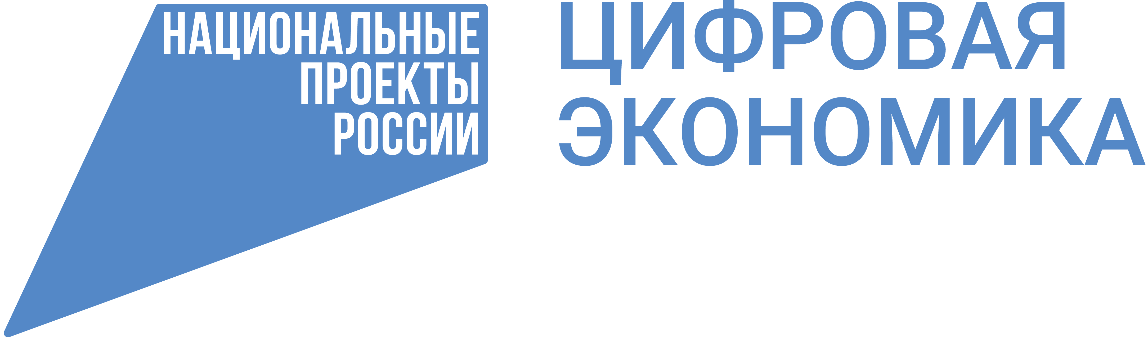 НАЦИОНАЛЬНЫЕ
ПРОЕКТЫ
РОССИИ
ЦИФРОВАЯ
ЭКОНОМИКА